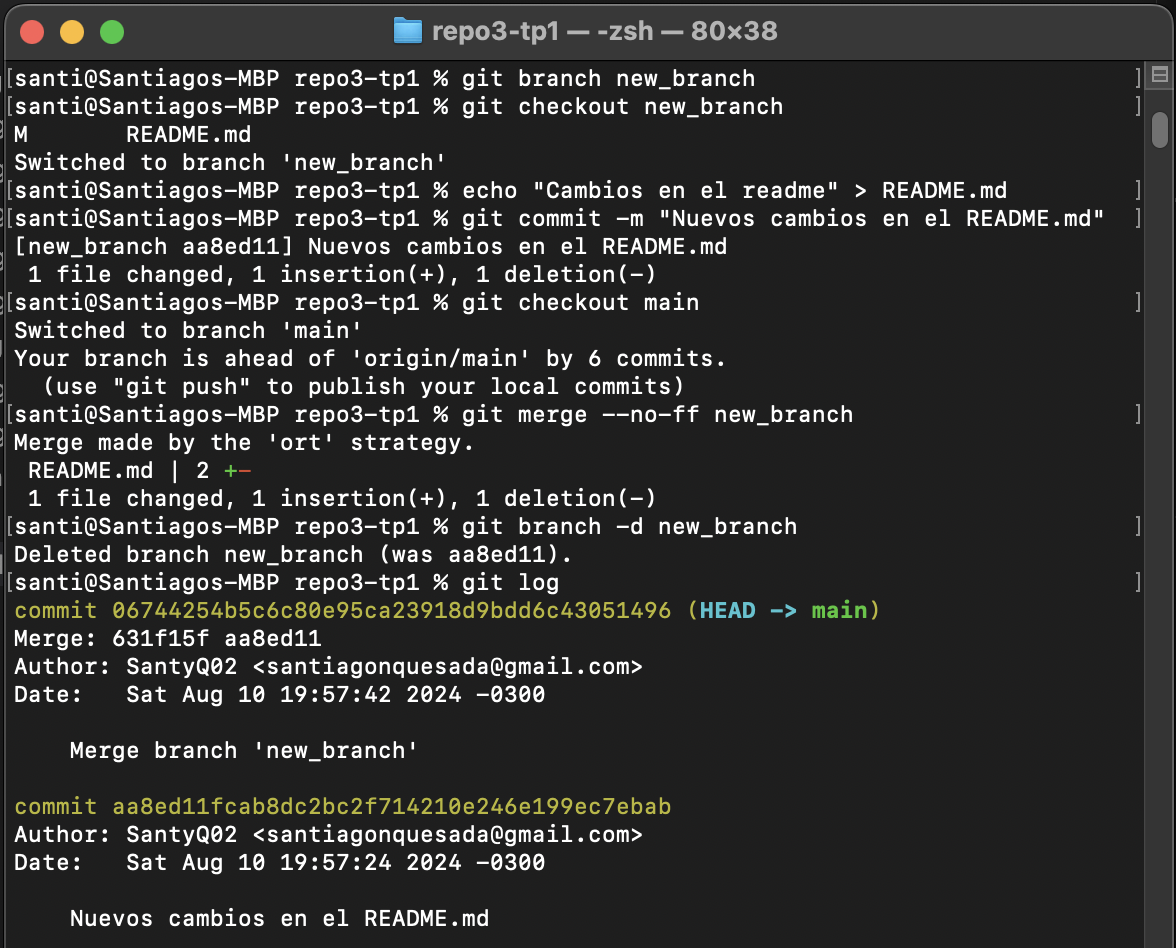 repo3-tp1 — -zsh — 80×38
[santi@Santiagos-MBP repo3-tp1 % git branch new_branch ]
[santi@Santiagos-MBP repo3-tp1 % git checkout new_branch ]
M       README.md
Switched to branch 'new_branch'
[santi@Santiagos-MBP repo3-tp1 % echo "Cambios en el readme" > README.md ]
[santi@Santiagos-MBP repo3-tp1 % git commit -m "Nuevos cambios en el README.md" ]
[new_branch aa8ed11] Nuevos cambios en el README.md
 1 file changed, 1 insertion(+), 1 deletion(-)
[santi@Santiagos-MBP repo3-tp1 % git checkout main ]
Switched to branch 'main'
Your branch is ahead of 'origin/main' by 6 commits.
  (use "git push" to publish your local commits)
[santi@Santiagos-MBP repo3-tp1 % git merge --no-ff new_branch ]
Merge made by the 'ort' strategy.
 README.md | 2 +-
 1 file changed, 1 insertion(+), 1 deletion(-)
[santi@Santiagos-MBP repo3-tp1 % git branch -d new_branch ]
Deleted branch new_branch (was aa8ed11).
[santi@Santiagos-MBP repo3-tp1 % git log ]
commit 06744254b5c6c80e95ca23918d9bdd6c43051496 (HEAD -> main)
Merge: 631f15f aa8ed11
Author: SantyQ02 <santiagonquesada@gmail.com>
Date:   Sat Aug 10 19:57:42 2024 -0300
    Merge branch 'new_branch'
commit aa8ed11fcab8dc2bc2f714210e246e199ec7ebab
Author: SantyQ02 <santiagonquesada@gmail.com>
Date:   Sat Aug 10 19:57:24 2024 -0300
    Nuevos cambios en el README.md